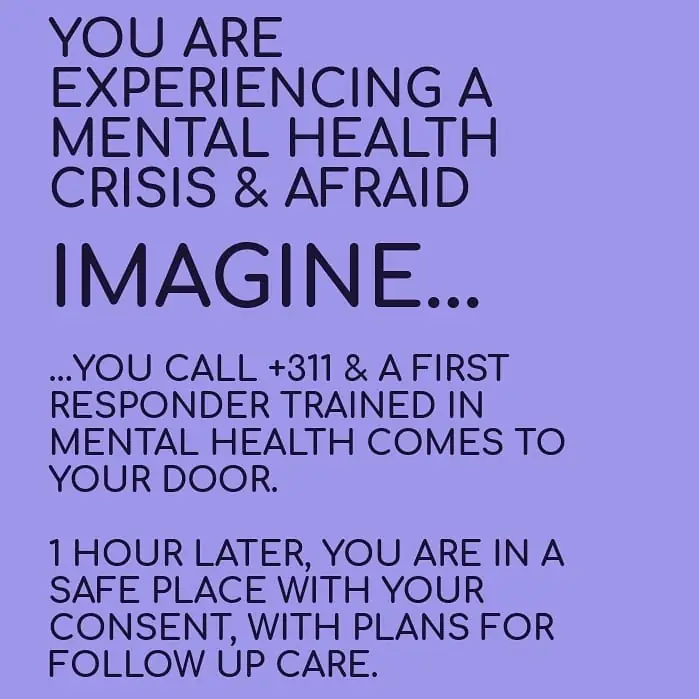 YOU ARE
EXPERIENCING A
MENTAL HEALTH
CRISIS & AFRAID
IMAGINE...
...YOU CALL +311 & A FIRST
RESPONDER TRAINED IN
MENTAL HEALTH COMES TO
YOUR DOOR.
1 HOUR LATER, YOU ARE IN A
SAFE PLACE WITH YOUR
CONSENT, WITH PLANS FOR
FOLLOW UP CARE.